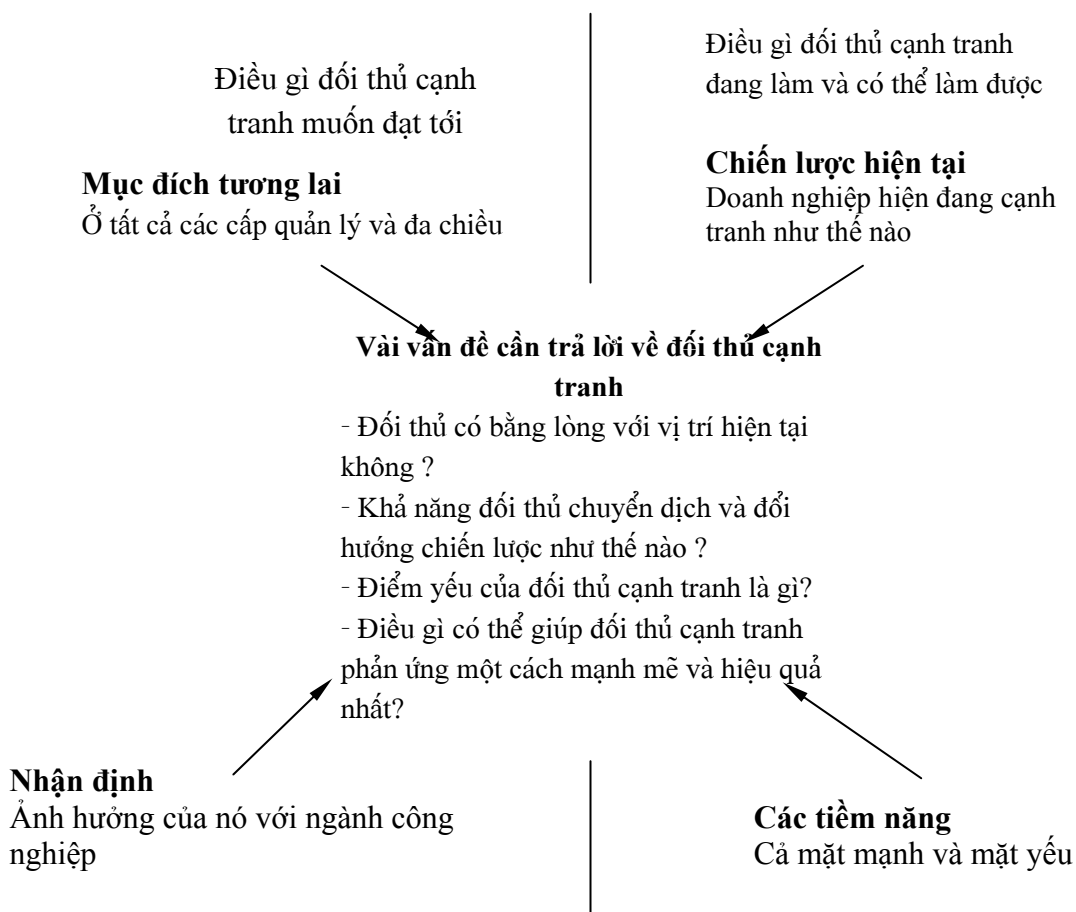 Điều gì đối thủ cạnh
tranh muốn đạt tới
Mục đích tương lai
Ở tất cả các cấp quản lý và đa chiều
Điều gì đối thủ cạnh tranh
đang làm và có thể làm được
Chiến lược hiện tại
Doanh nghiệp hiện đang cạnh
tranh như thế nào
Vài vấn đề cần trả lời về đối thủ cạnh
tranh
- Đối thủ có bằng lòng với vị trí hiện tại
không ?
- Khả năng đối thủ chuyển dịch và đổi
hướng chiến lược như thế nào ?
- Điểm yếu của đối thủ cạnh tranh là gì?
- Điều gì có thể giúp đối thủ cạnh tranh
phản ứng một cách mạnh mẽ và hiệu quả
nhất?
Nhận định
Ảnh hưởng của nó với ngành công
nghiệp
Các tiềm năng
Cả mặt mạnh và mặt yếu